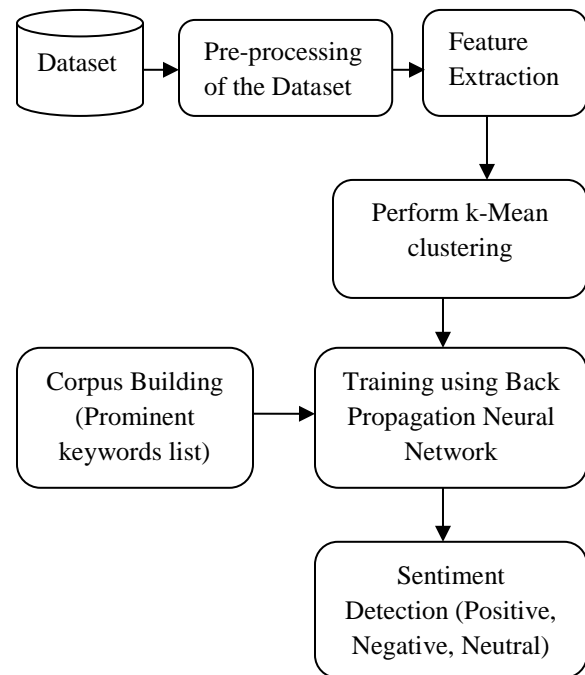 Dataset
Pre-processing
of the Dataset
Feature
Extraction
Perform k-Mean
clustering
Corpus Building
(Prominent
keywords list)
Training using Back
Propagation Neural
Network
Sentiment
Detection (Positive,
Negative, Neutral)